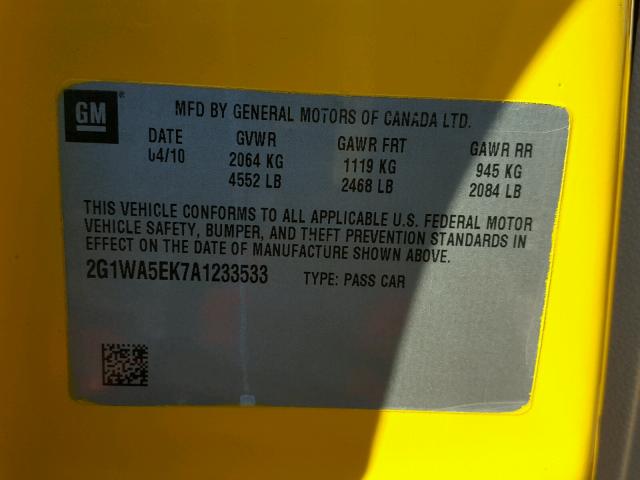 GM
MFD BY GENERAL MOTORS OF CANADA LTD.
DATE GVWR GAWR FRT GAWR RR
04/10 2064 KG 1119 KG 945 KG
4552 LB 2468 LB 2084 LB
THIS VEHICLE CONFORMS TO ALL APPLICABLE U.S. FEDERAL MOTOR
VEHICLE SAFETY, BUMPER, AND THEFT PREVENTION STANDARDS IN
EFFECT ON THE DATE OF MANUFACTURE SHOWN ABOVE.
2G1WA5EK7A1233533 TYPE: PASS CAR